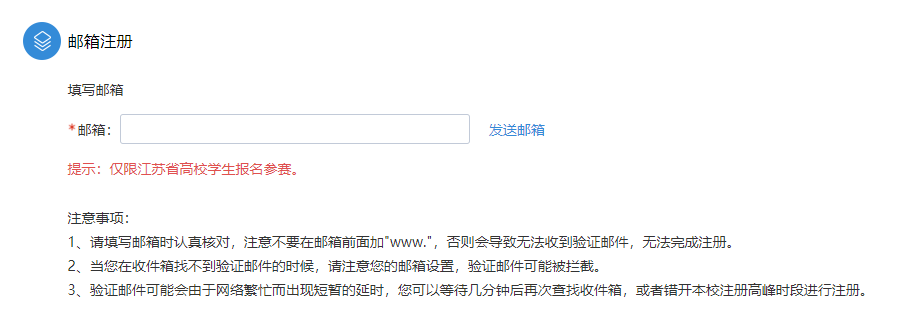 邮箱注册
填写邮箱
*邮箱： 发送邮箱
提示：仅限江苏省高校学生报名参赛。
注意事项：
1、请填写邮箱时认真核对，注意不要在邮箱前面加"www."，否则会导致无法收到验证邮件，无法完成注册。
2、当您在收件箱找不到验证邮件的时候，请注意您的邮箱设置，验证邮件可能被拦截。
3、验证邮件可能会由于网络繁忙而出现短暂的延时，您可以等待几分钟后再次查找收件箱，或者错开本校注册高峰时段进行注册。